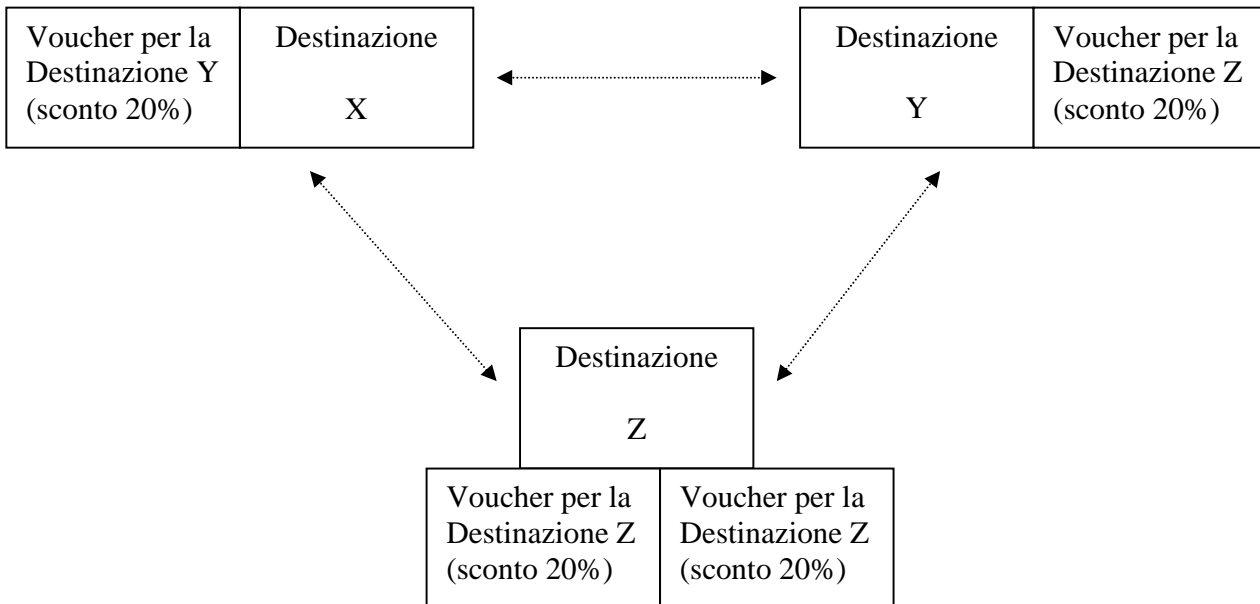 Voucher per la
Destinazione Y
(sconto 20%)
Destinazione
X
Destinazione
Y
Voucher per la
Destinazione Z
(sconto 20%)
Destinazione
Z
Voucher per la
Destinazione Z
(sconto 20%)
Voucher per la
Destinazione Z
(sconto 20%)